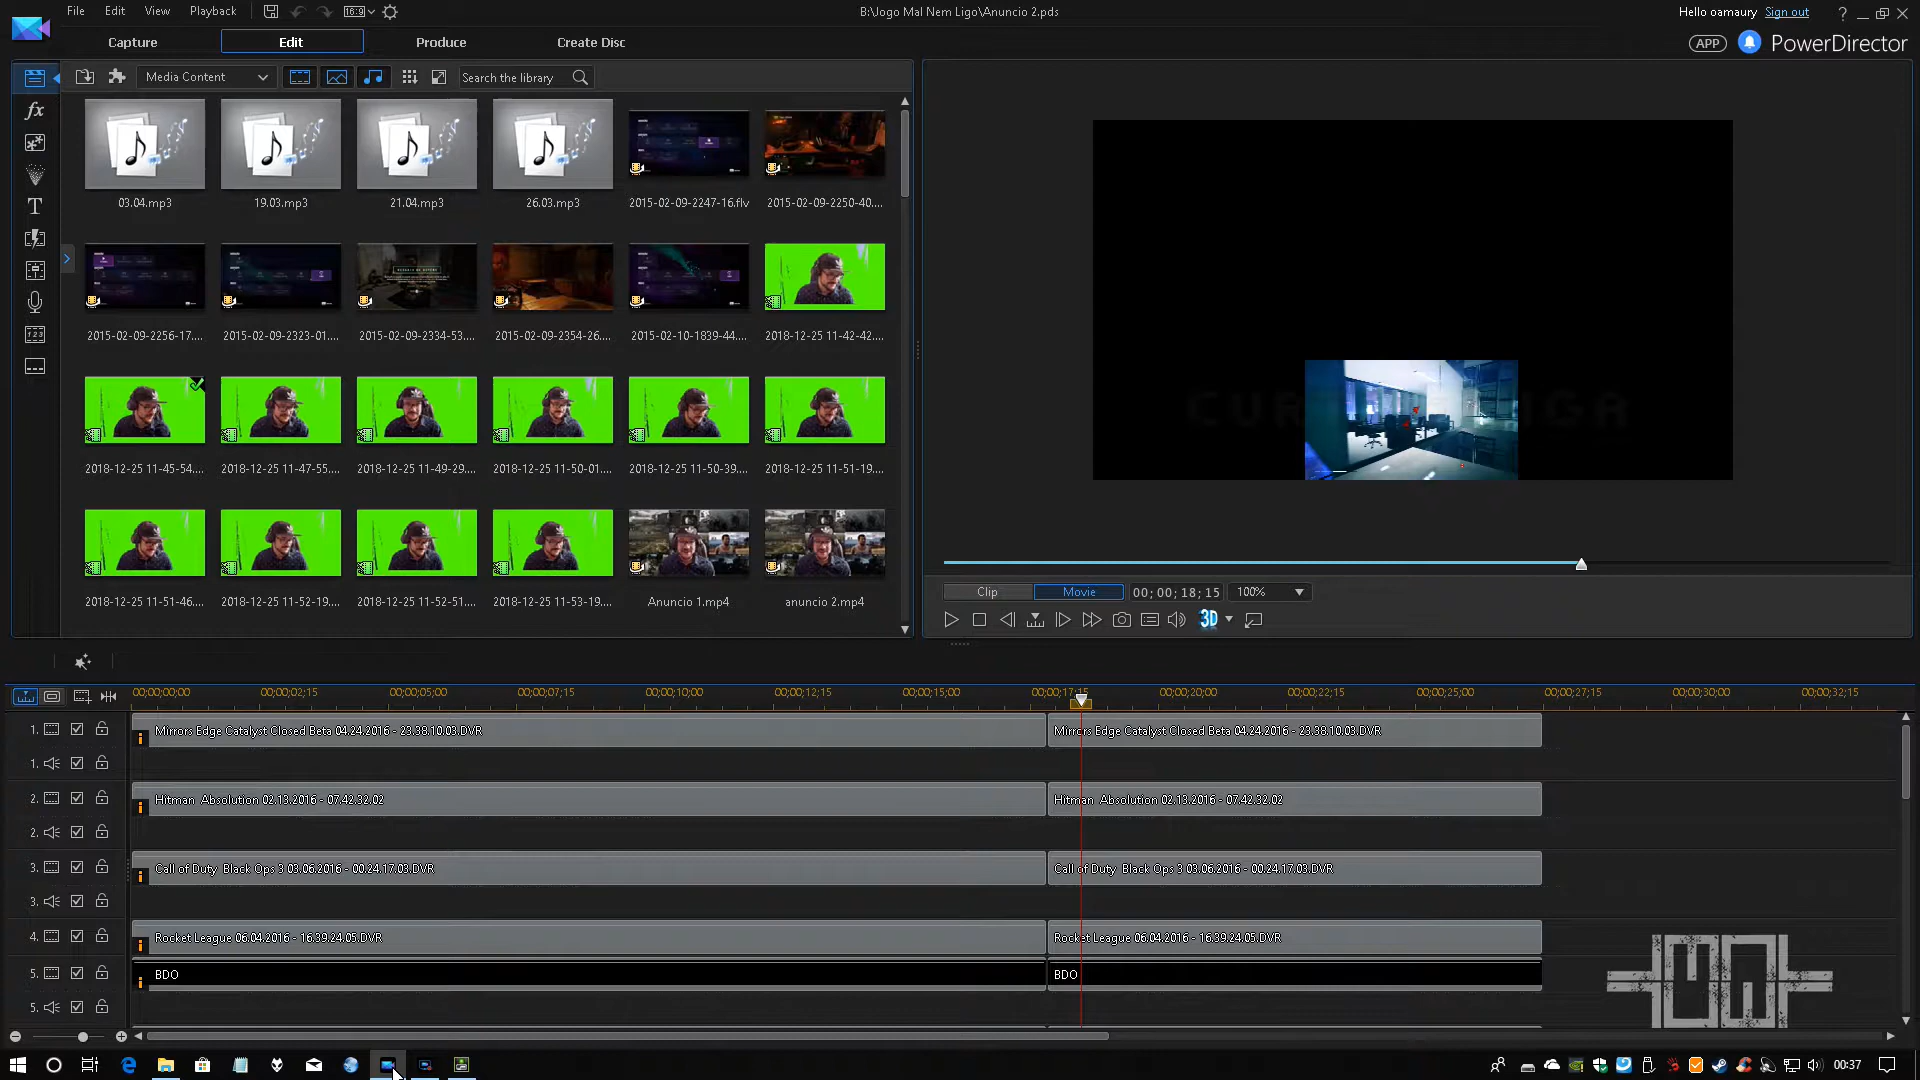 File Edit View Playback 16:9 B:\Jogo Mal Nem Ligo\Anuncio 2.pds Hello oamaury Sign out ?
Capture Edit Produce Create Disc APP PowerDirector
Media Content Search the library
fx
T
03.04.mp3 19.03.mp3 21.04.mp3 26.03.mp3 2015-02-09-2247-16.flv 2015-02-09-2250-40....
2015-02-09-2256-17.... 2015-02-09-2323-01.... 2015-02-09-2334-53.... 2015-02-09-2354-26.... 2015-02-10-1839-44.... 2018-12-25 11-42-42....
2018-12-25 11-45-54.... 2018-12-25 11-47-55.... 2018-12-25 11-49-29.... 2018-12-25 11-50-01.... 2018-12-25 11-50-39.... 2018-12-25 11-51-19....
2018-12-25 11-51-46.... 2018-12-25 11-52-19.... 2018-12-25 11-52-51.... 2018-12-25 11-53-19.... Anuncio 1.mp4 anuncio 2.mp4
Clip Movie 00; 00; 18; 15 100%
3D
00;00;00;00 00;00;02;15 00;00;05;00 00;00;07;15 00;00;10;00 00;00;12;15 00;00;15;00 00;00;17;15 00;00;20;00 00;00;22;15 00;00;25;00 00;00;27;15 00;00;30;00 00;00;32;15
1. Mirrors Edge Catalyst Closed Beta 04.24.2016 - 23.38.10.03.DVR Mirrors Edge Catalyst Closed Beta 04.24.2016 - 23.38.10.03.DVR
1.
2. Hitman Absolution 02.13.2016 - 07.42.32.02 Hitman Absolution 02.13.2016 - 07.42.32.02
2.
3. Call of Duty Black Ops 3 03.06.2016 - 00.24.17.03.DVR Call of Duty Black Ops 3 03.06.2016 - 00.24.17.03.DVR
3.
4. Rocket League 06.04.2016 - 16.39.24.05.DVR Rocket League 06.04.2016 - 16.39.24.05.DVR
5. BDO BDO
5.
00:37